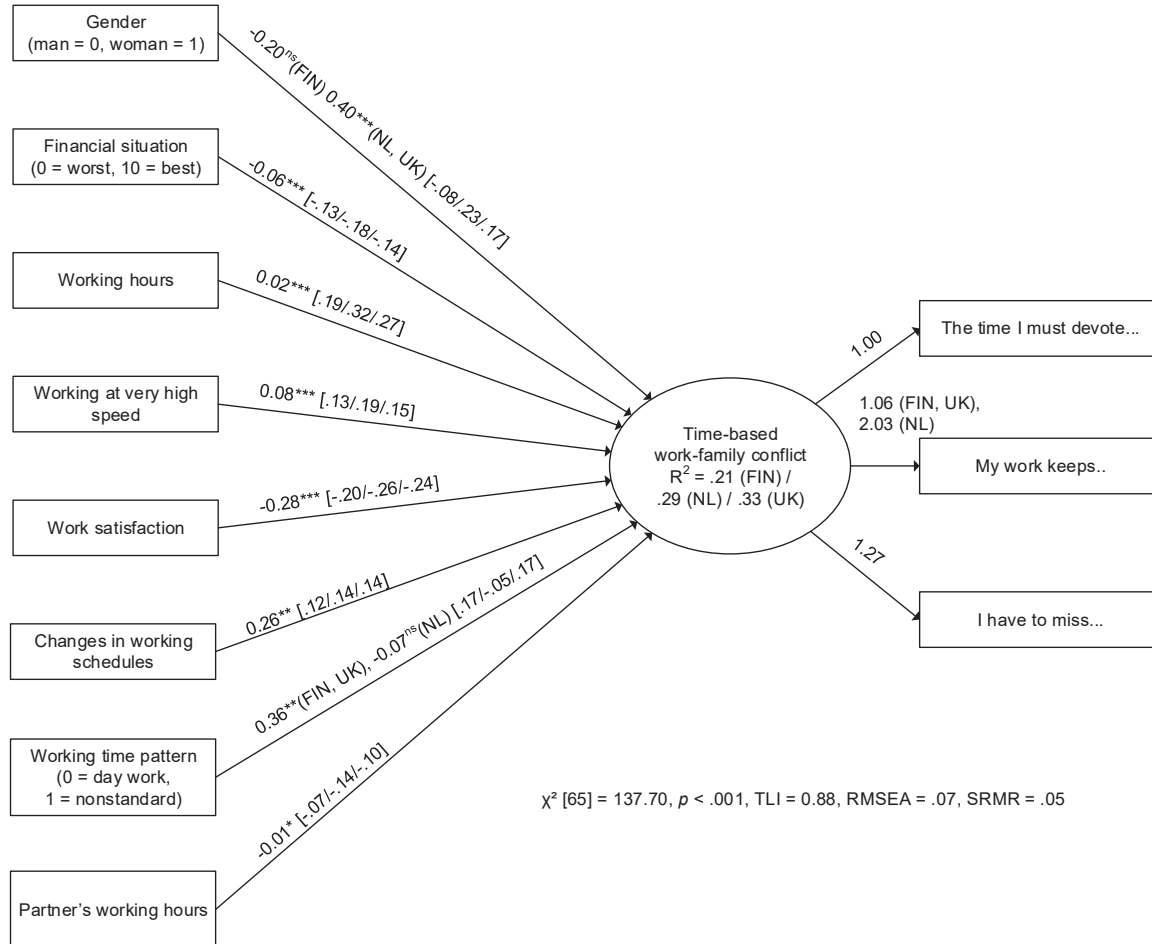 Gender
(man = 0, woman = 1)
-0.20ns(FIN) 0.40***(NL, UK) [-.08/.23/.17]
Financial situation
(0 = worst, 10 = best)
-0.06*** [-.13/-.18/-.14]
Working hours
0.02*** [.19/.32/.27]
Working at very high
speed
0.08*** [.13/.19/.15]
Work satisfaction
-0.28*** [-.20/-.26/-.24]
Changes in working
schedules
0.26** [.12/.14/.14]
Working time pattern
(0 = day work,
1 = nonstandard)
0.36**(FIN, UK), -0.07ns(NL) [.17/-.05/.17]
Partner's working hours
-0.01* [-.07/-.14/-.10]
Time-based
work-family conflict
R2 = .21 (FIN) /
.29 (NL) / .33 (UK)
1.00
The time I must devote...
1.06 (FIN, UK),
2.03 (NL)
My work keeps..
1.27
I have to miss...
χ² [65] = 137.70, p < .001, TLI = 0.88, RMSEA = .07, SRMR = .05